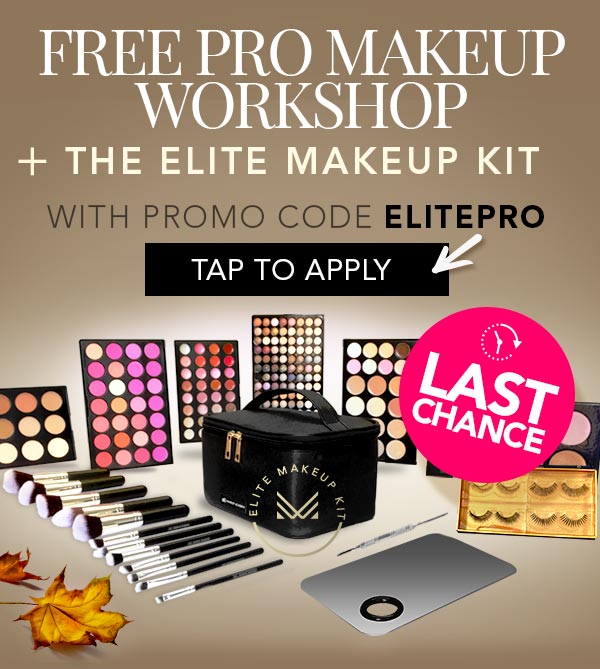 FREE PRO MAKEUP
WORKSHOP
+ THE ELITE MAKEUP KIT
WITH PROMO CODE ELITEPRO
TAP TO APPLY
LAST
CHANCE
ELITE MAKEUP KIT